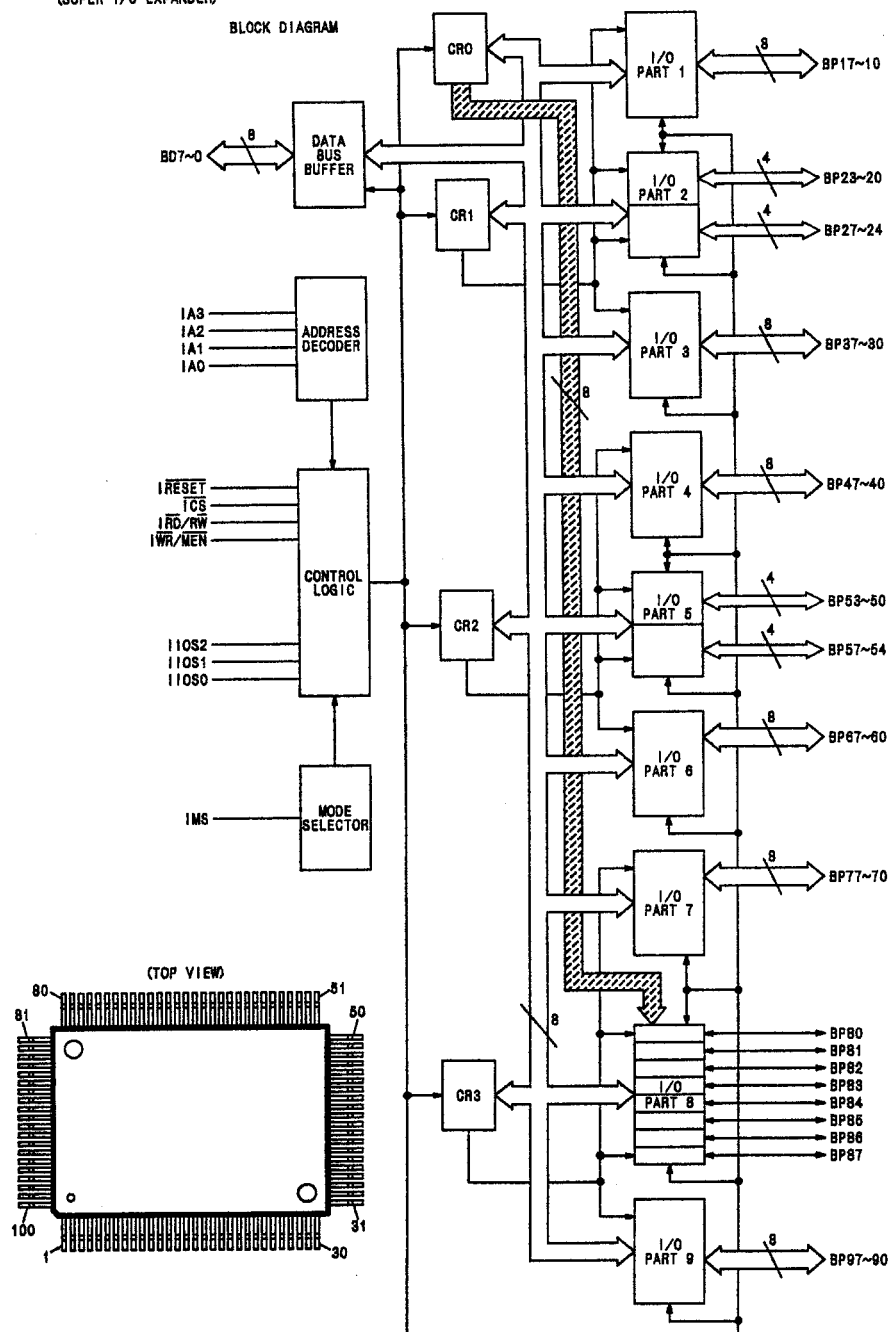 (SUPER I/O EXPANDER)
BLOCK DIAGRAM
CR0
I/O
PART 1
8
BP17~10
8
BD7~0
DATA
BUS
BUFFER
I/O
PART 2
4
BP23~20
4
BP27~24
CR1
IA3
IA2
IA1
IA0
ADDRESS
DECODER
I/O
PART 3
8
BP37~30
8
I/O
PART 4
8
BP47~40
IRESET
ICS
IRD/RW
IWR/MEN
CONTROL
LOGIC
IIOS2
IIOS1
IIOS0
CR2
I/O
PART 5
4
BP53~50
4
BP57~54
I/O
PART 6
8
BP67~60
IMS
MODE
SELECTOR
I/O
PART 7
8
BP77~70
(TOP VIEW)
80
51
81
50
100
31
1
30
8
CR3
I/O
PART 8
BP80
BP81
BP82
BP83
BP84
BP85
BP86
BP87
I/O
PART 9
8
BP97~90